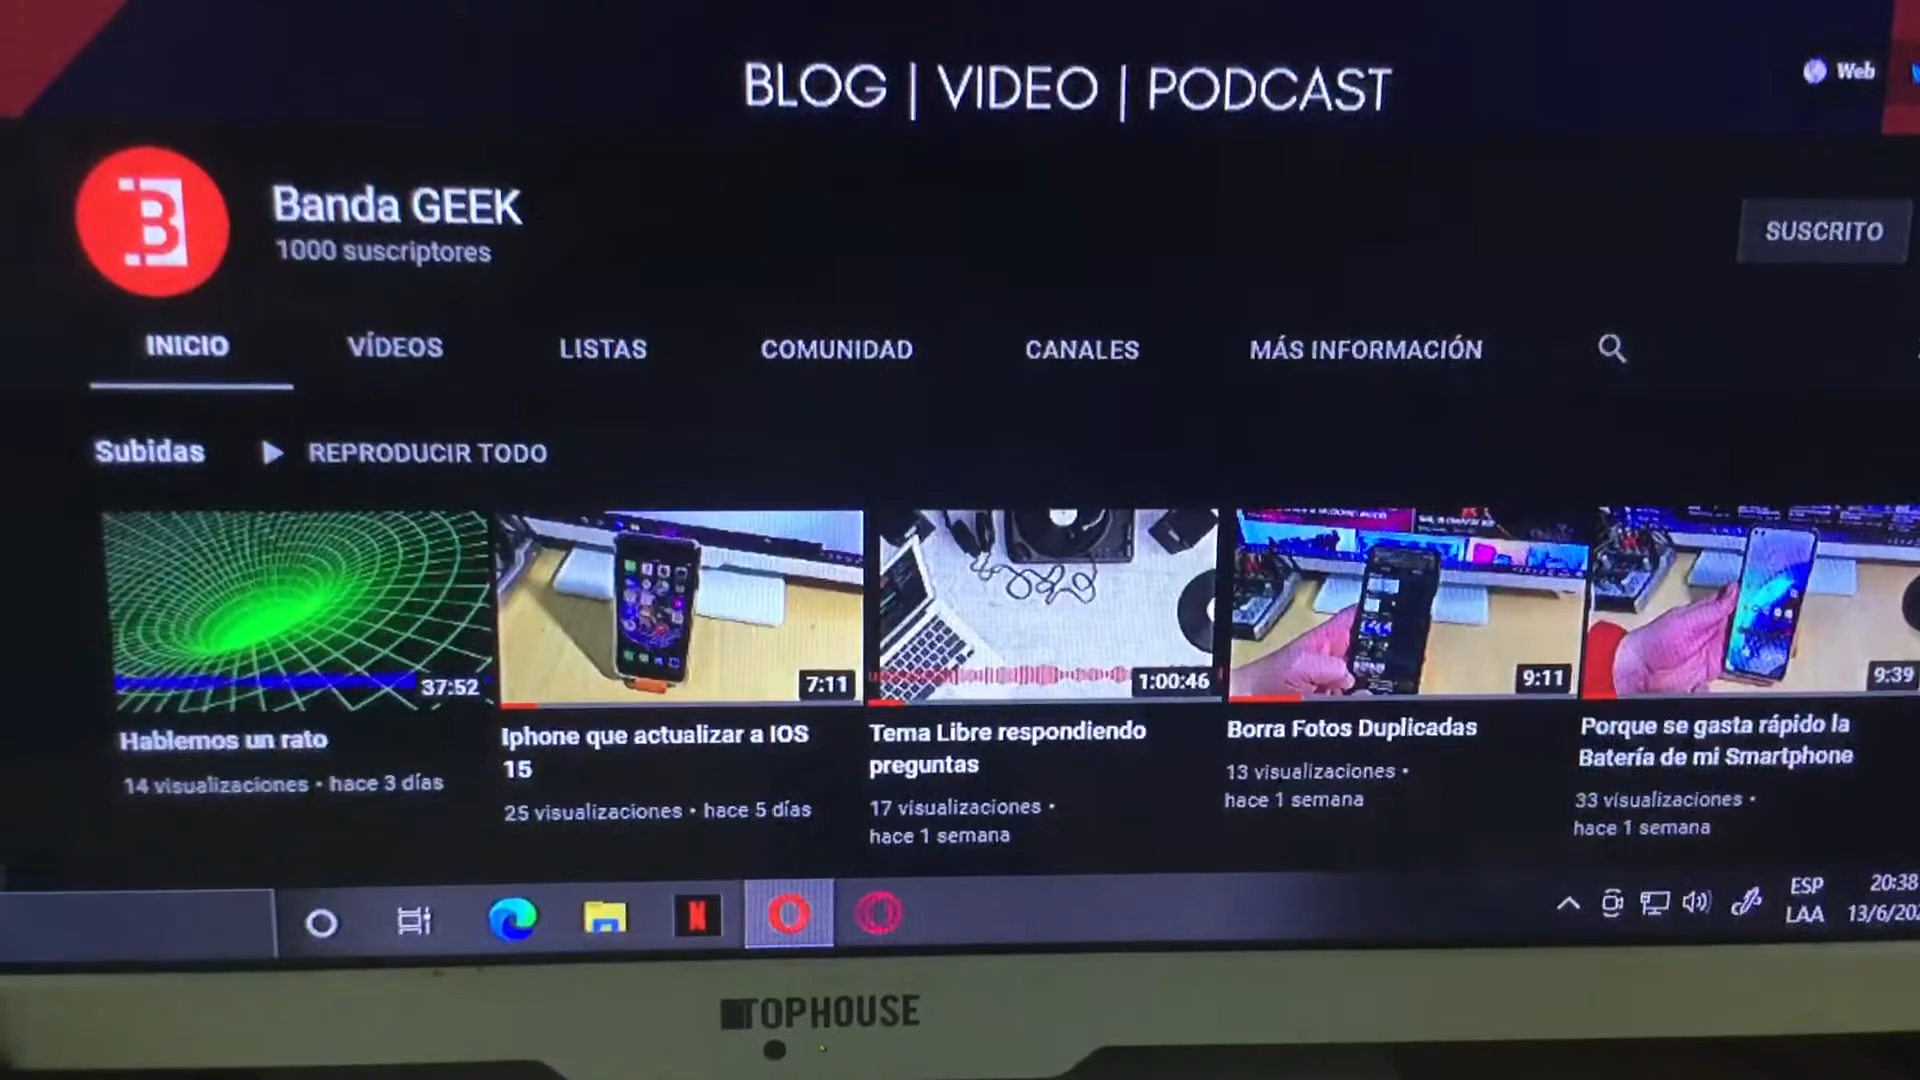 BLOG | VIDEO | PODCAST
Web
Banda GEEK
1000 suscriptores
SUSCRITO
INICIO
VÍDEOS
LISTAS
COMUNIDAD
CANALES
MÁS INFORMACIÓN
Subidas
REPRODUCIR TODO
37:52
7:11
1:00:46
9:11
9:39
Hablemos un rato
14 visualizaciones • hace 3 días
Iphone que actualizar a IOS
15
25 visualizaciones • hace 5 días
Tema Libre respondiendo
preguntas
17 visualizaciones •
hace 1 semana
Borra Fotos Duplicadas
13 visualizaciones •
hace 1 semana
Porque se gasta rápido la
Batería de mi Smartphone
33 visualizaciones •
hace 1 semana
ESP
LAA
20:38
TOPHOUSE